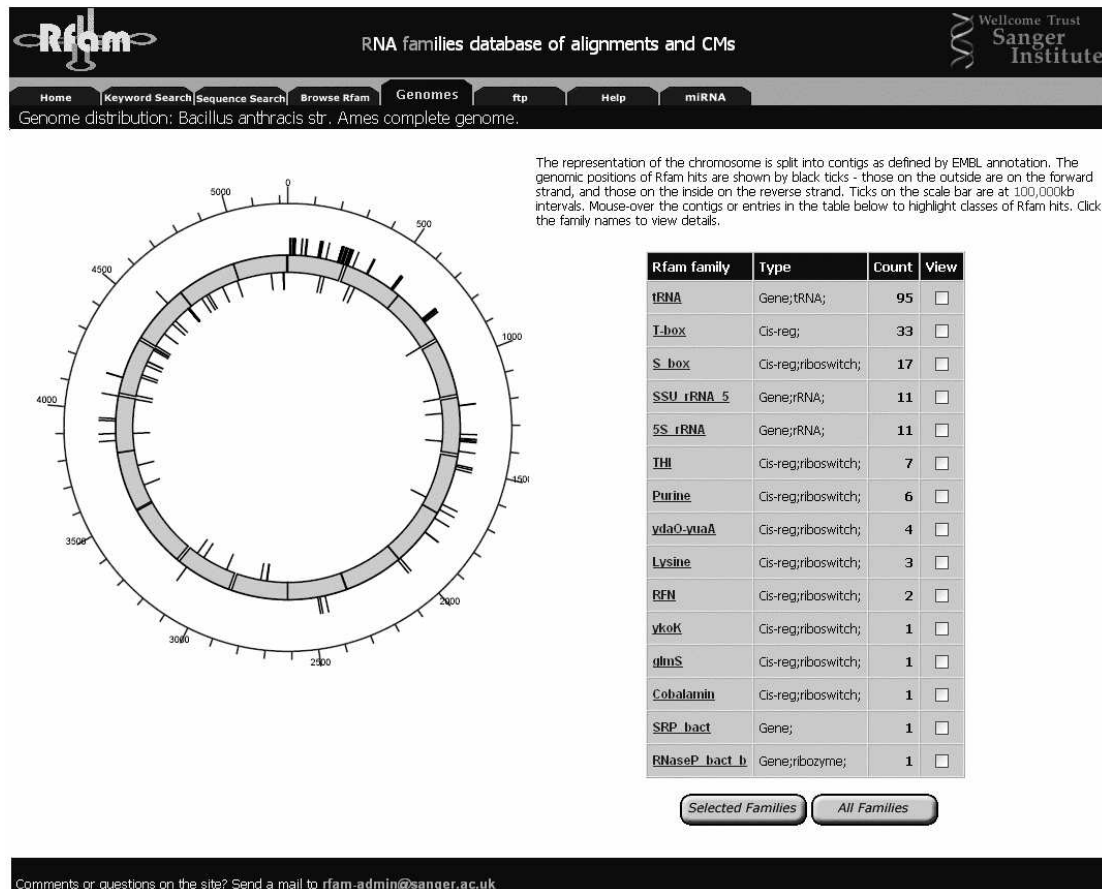 Rfam
RNA families database of alignments and CMs
Wellcome Trust
Sanger
Institute
Home
Keyword Search
Sequence Search
Browse Rfam
Genomes
ftp
Help
miRNA
Genome distribution: Bacillus anthracis str. Ames complete genome.
The representation of the chromosome is split into contigs as defined by EMBL annotation. The
genomic positions of Rfam hits are shown by black ticks - those on the outside are on the forward
strand, and those on the inside on the reverse strand. Ticks on the scale bar are at 100,000kb
intervals. Mouse-over the contigs or entries in the table below to highlight classes of Rfam hits. Click
the family names to view details.
0
500
1000
1500
2000
2500
3000
3500
4000
4500
5000
Rfam family Type Count View
tRNA Gene;tRNA; 95
T-box Cis-reg; 33
S_box Cis-reg;riboswitch; 17
SSU_rRNA_5 Gene;rRNA; 11
5S_rRNA Gene;rRNA; 11
THI Cis-reg;riboswitch; 7
Purine Cis-reg;riboswitch; 6
ydaO-yuaA Cis-reg;riboswitch; 4
Lysine Cis-reg;riboswitch; 3
RFN Cis-reg;riboswitch; 2
ykoK Cis-reg;riboswitch; 1
glmS Cis-reg;riboswitch; 1
Cobalamin Cis-reg;riboswitch; 1
SRP_bact Gene; 1
RNaseP_bact_b Gene;ribozyme; 1
Selected Families
All Families
Comments or questions on the site? Send a mail to rfam-admin@sanger.ac.uk